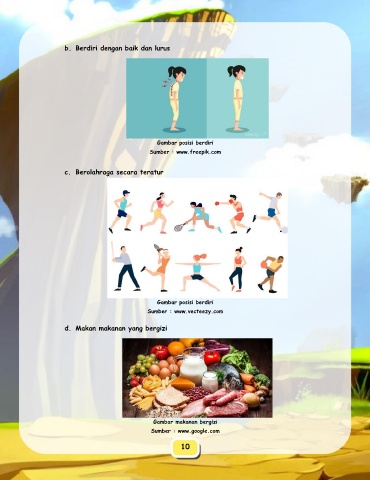 b. Berdiri dengan baik dan lurus
Gambar posisi berdiri
Sumber : www.freepik.com
c. Berolahraga secara teratur
Gambar posisi berdiri
Sumber : www.vecteezy.com
d. Makan makanan yang bergizi
Gambar makanan bergizi
Sumber : www.google.com
10